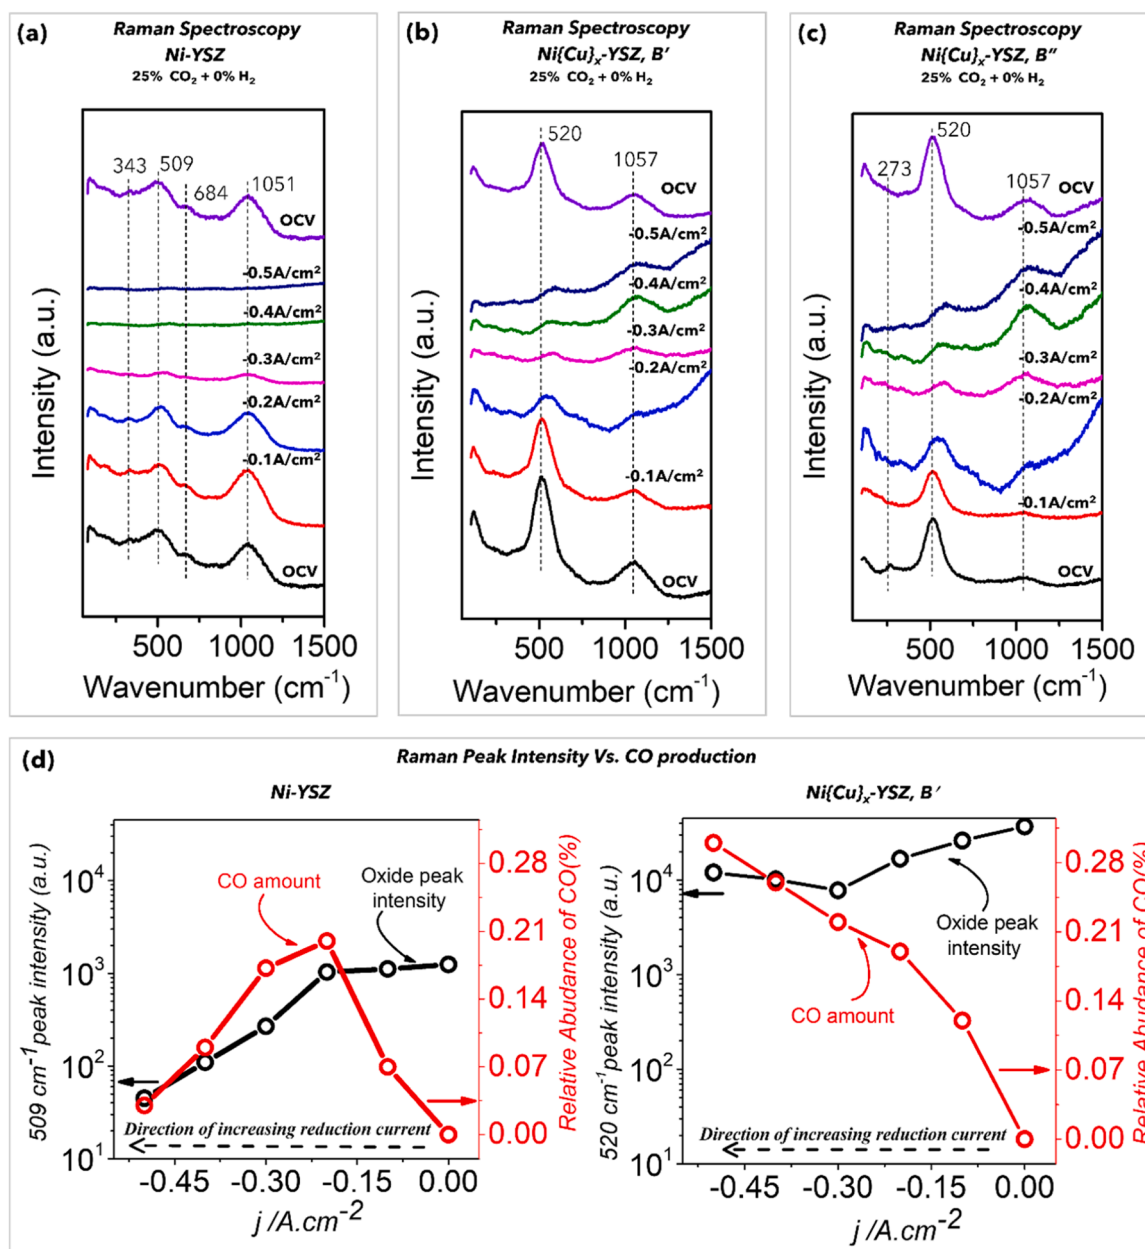 (a)
Raman Spectroscopy
Ni-YSZ
25% CO₂ + 0% H₂
343
509
684
1051
OCV
-0.5A/cm²
-0.4A/cm²
-0.3A/cm²
-0.2A/cm²
-0.1A/cm²
OCV
Intensity (a.u.)
500
1000
1500
Wavenumber (cm⁻¹)
(b)
Raman Spectroscopy
Ni{Cu}ₓ-YSZ, B′
25% CO₂ + 0% H₂
520
1057
OCV
-0.5A/cm²
-0.4A/cm²
-0.3A/cm²
-0.2A/cm²
-0.1A/cm²
OCV
Intensity (a.u.)
500
1000
1500
Wavenumber (cm⁻¹)
(c)
Raman Spectroscopy
Ni{Cu}ₓ-YSZ, B″
25% CO₂ + 0% H₂
520
273
1057
OCV
-0.5A/cm²
-0.4A/cm²
-0.3A/cm²
-0.2A/cm²
-0.1A/cm²
OCV
Intensity (a.u.)
500
1000
1500
Wavenumber (cm⁻¹)
(d)
Raman Peak Intensity Vs. CO production
Ni-YSZ
509 cm⁻¹peak intensity (a.u.)
10⁴
10³
10²
10¹
CO amount
Oxide peak
intensity
Direction of increasing reduction current
0.28
0.21
0.14
0.07
0.00
Relative Abudance of CO(%)
-0.45
-0.30
-0.15
0.00
j /A.cm⁻²
Ni{Cu}ₓ-YSZ, B′
520 cm⁻¹peak intensity (a.u.)
10⁴
10³
10²
10¹
Oxide peak
intensity
CO amount
Direction of increasing reduction current
0.28
0.21
0.14
0.07
0.00
Relative Abudance of CO(%)
-0.45
-0.30
-0.15
0.00
j /A.cm⁻²